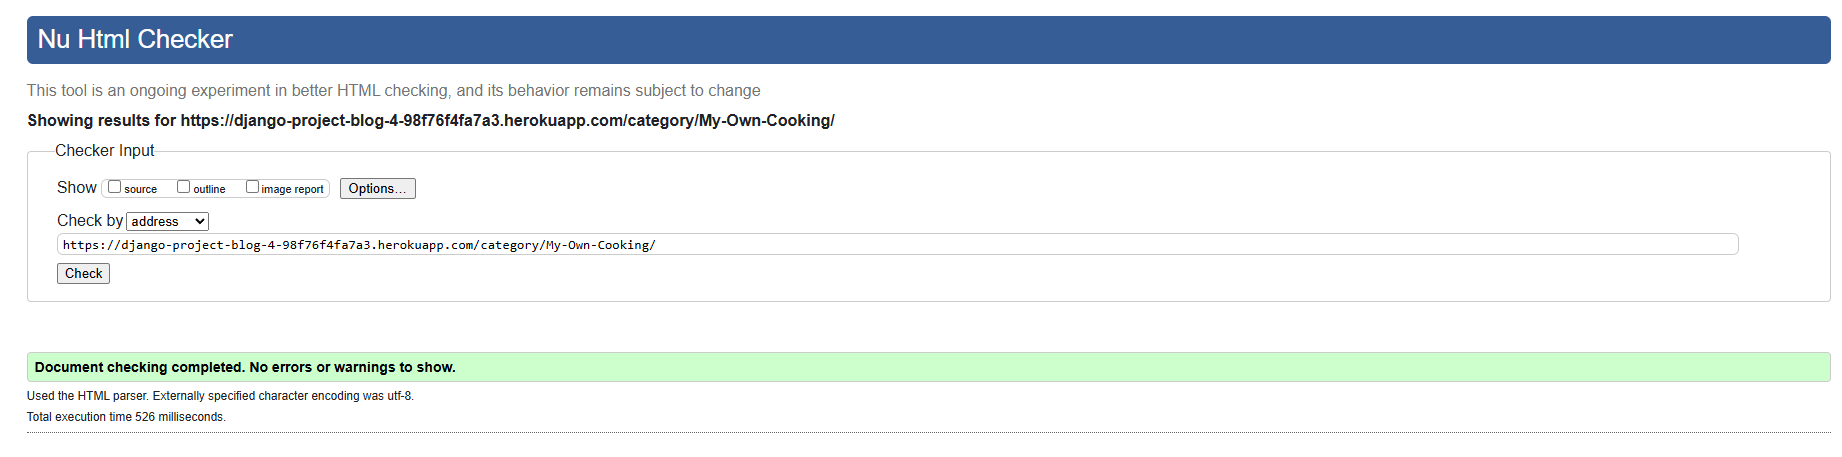 Nu Html Checker
This tool is an ongoing experiment in better HTML checking, and its behavior remains subject to change
Showing results for https://django-project-blog-4-98f76f4fa7a3.herokuapp.com/category/My-Own-Cooking/
Checker Input
Show source outline image report Options...
Check by address
https://django-project-blog-4-98f76f4fa7a3.herokuapp.com/category/My-Own-Cooking/
Check
Document checking completed. No errors or warnings to show.
Used the HTML parser. Externally specified character encoding was utf-8.
Total execution time 526 milliseconds.